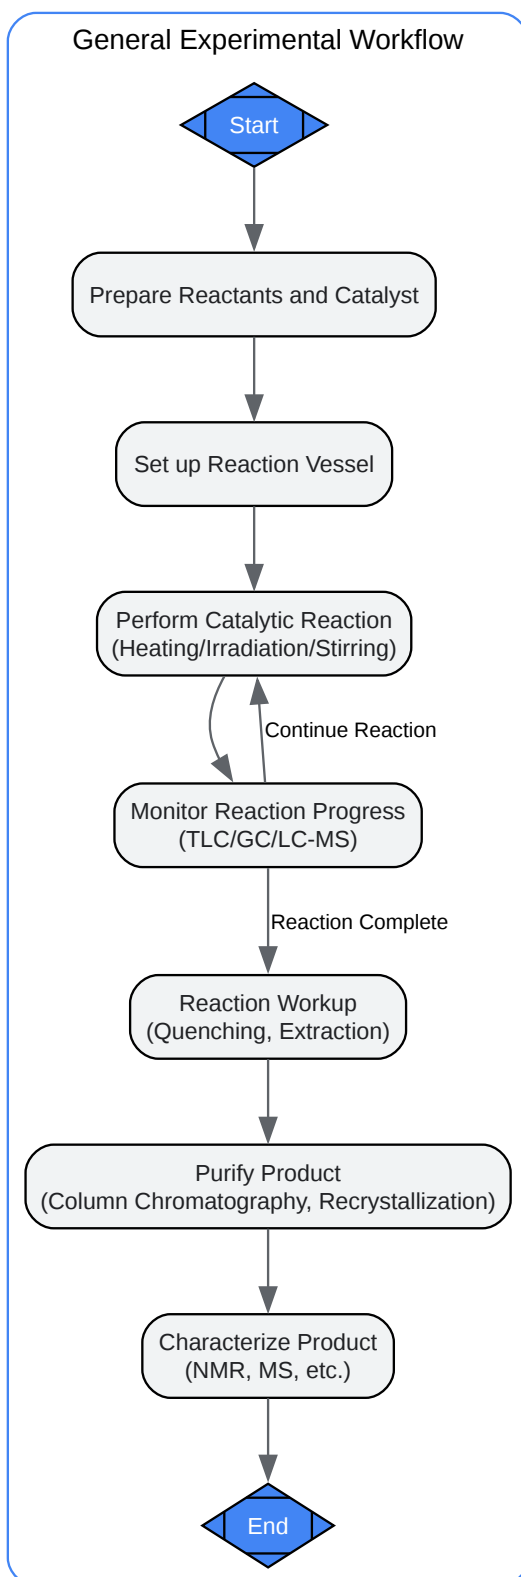 General Experimental Workflow
Start
Prepare Reactants and Catalyst
Set up Reaction Vessel
Perform Catalytic Reaction
(Heating/Irradiation/Stirring)
Continue Reaction
Monitor Reaction Progress
(TLC/GC/LC-MS)
Reaction Complete
Reaction Workup
(Quenching, Extraction)
Purify Product
(Column Chromatography, Recrystallization)
Characterize Product
(NMR, MS, etc.)
End